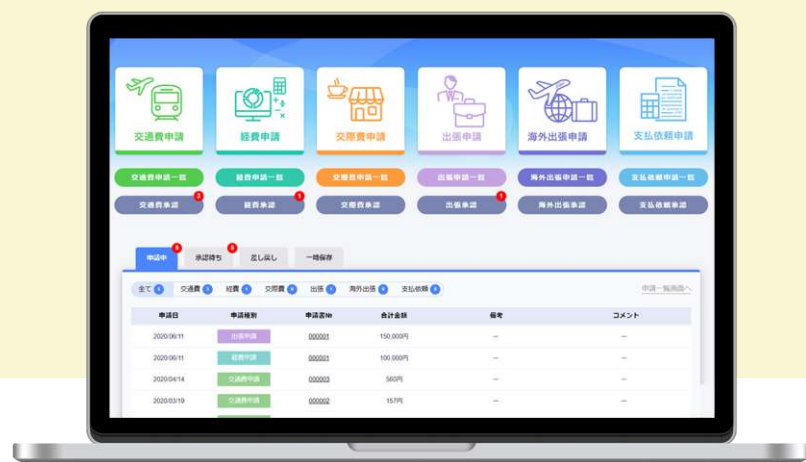 交通費申請 経費申請 交際費申請 出張申請 海外出張申請 支払依頼申請
交通費申請一覧 経費申請一覧 交際費申請一覧 出張申請一覧 海外出張申請一覧 支払依頼申請一覧
交通費承認 3 経費承認 1 交際費承認 出張承認 1 海外出張承認 支払依頼承認
申請中 承認待ち 差し戻し 一時保存
全て 交通費 経費 交際費 出張 海外出張 支払依頼 申請一覧画面へ
申請日 申請種別 申請書№ 合計金額 備考 コメント
2020/06/11 出張申請 000001 150,000円 ― ―
2020/06/11 経費申請 000001 100,000円 ― ―
2020/04/14 交通費申請 000003 560円 ― ―
2020/03/19 交通費申請 000002 157円 ― ―